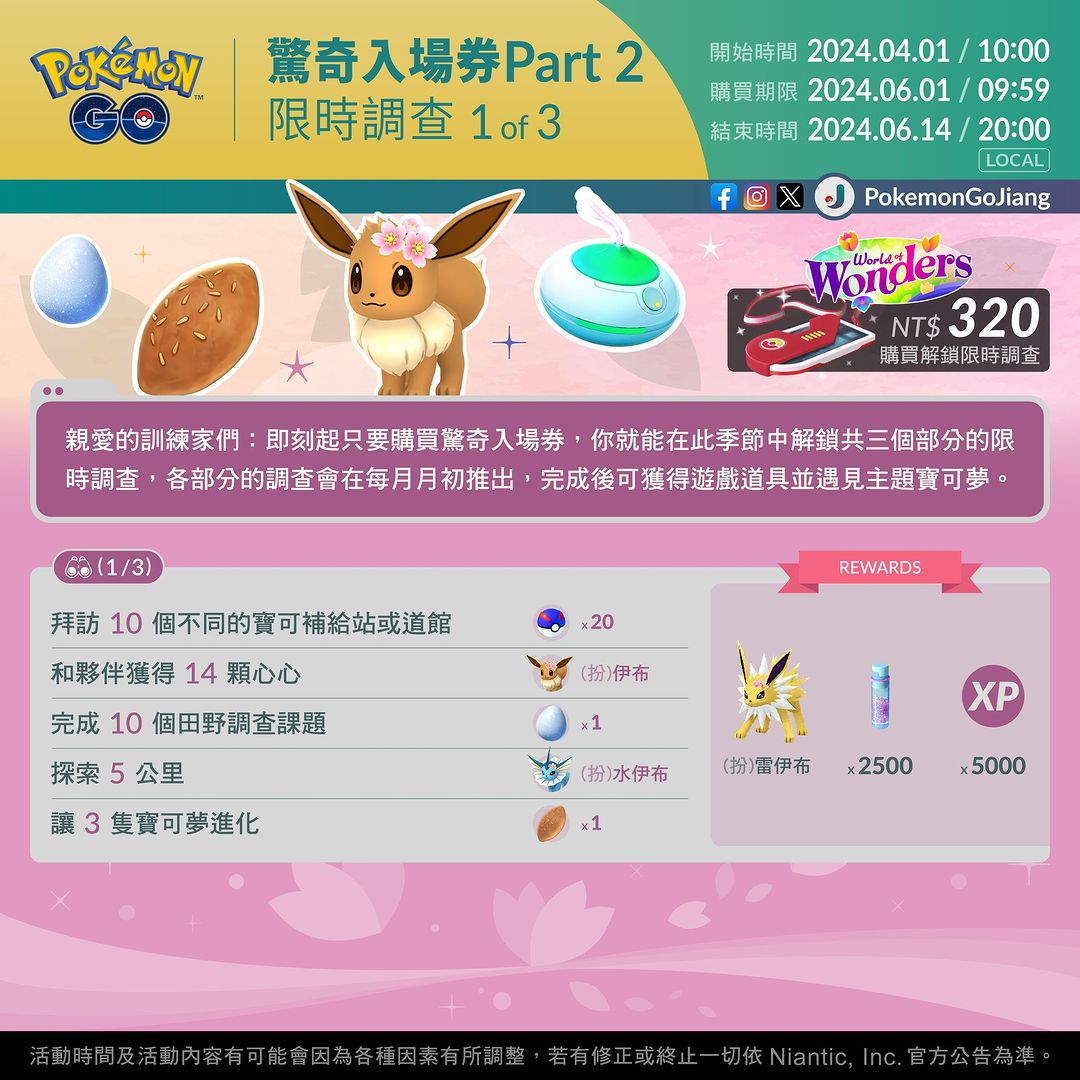 POKÉMON
GO
TM
驚奇入場券Part 2
限時調查 1 of 3
開始時間 2024.04.01 / 10:00
購買期限 2024.06.01 / 09:59
結束時間 2024.06.14 / 20:00
LOCAL
PokemonGoJiang
World of
Wonders
NT$ 320
購買解鎖限時調查
親愛的訓練家們：即刻起只要購買驚奇入場券，你就能在此季節中解鎖共三個部分的限
時調查，各部分的調查會在每月月初推出，完成後可獲得遊戲道具並遇見主題寶可夢。
(1/3)
REWARDS
拜訪 10 個不同的寶可補給站或道館 x20
和夥伴獲得 14 顆心心 (扮)伊布
完成 10 個田野調查課題 x1
探索 5 公里 (扮)水伊布
讓 3 隻寶可夢進化 x1
XP
(扮)雷伊布 x2500 x5000
活動時間及活動內容有可能會因為各種因素有所調整，若有修正或終止一切依 Niantic, Inc. 官方公告為準。